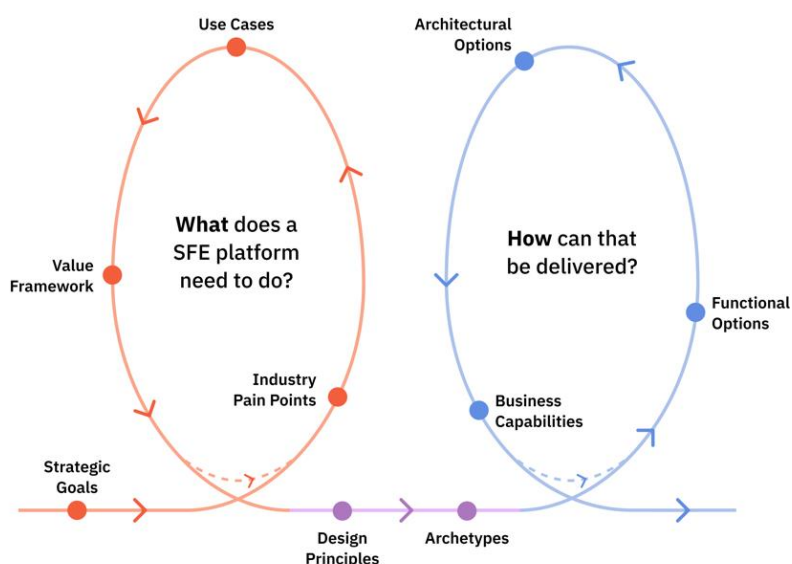 Use Cases
Architectural
Options
What does a
SFE platform
need to do?
How can that
be delivered?
Value
Framework
Functional
Options
Industry
Pain Points
Business
Capabilities
Strategic
Goals
Design
Principles
Archetypes